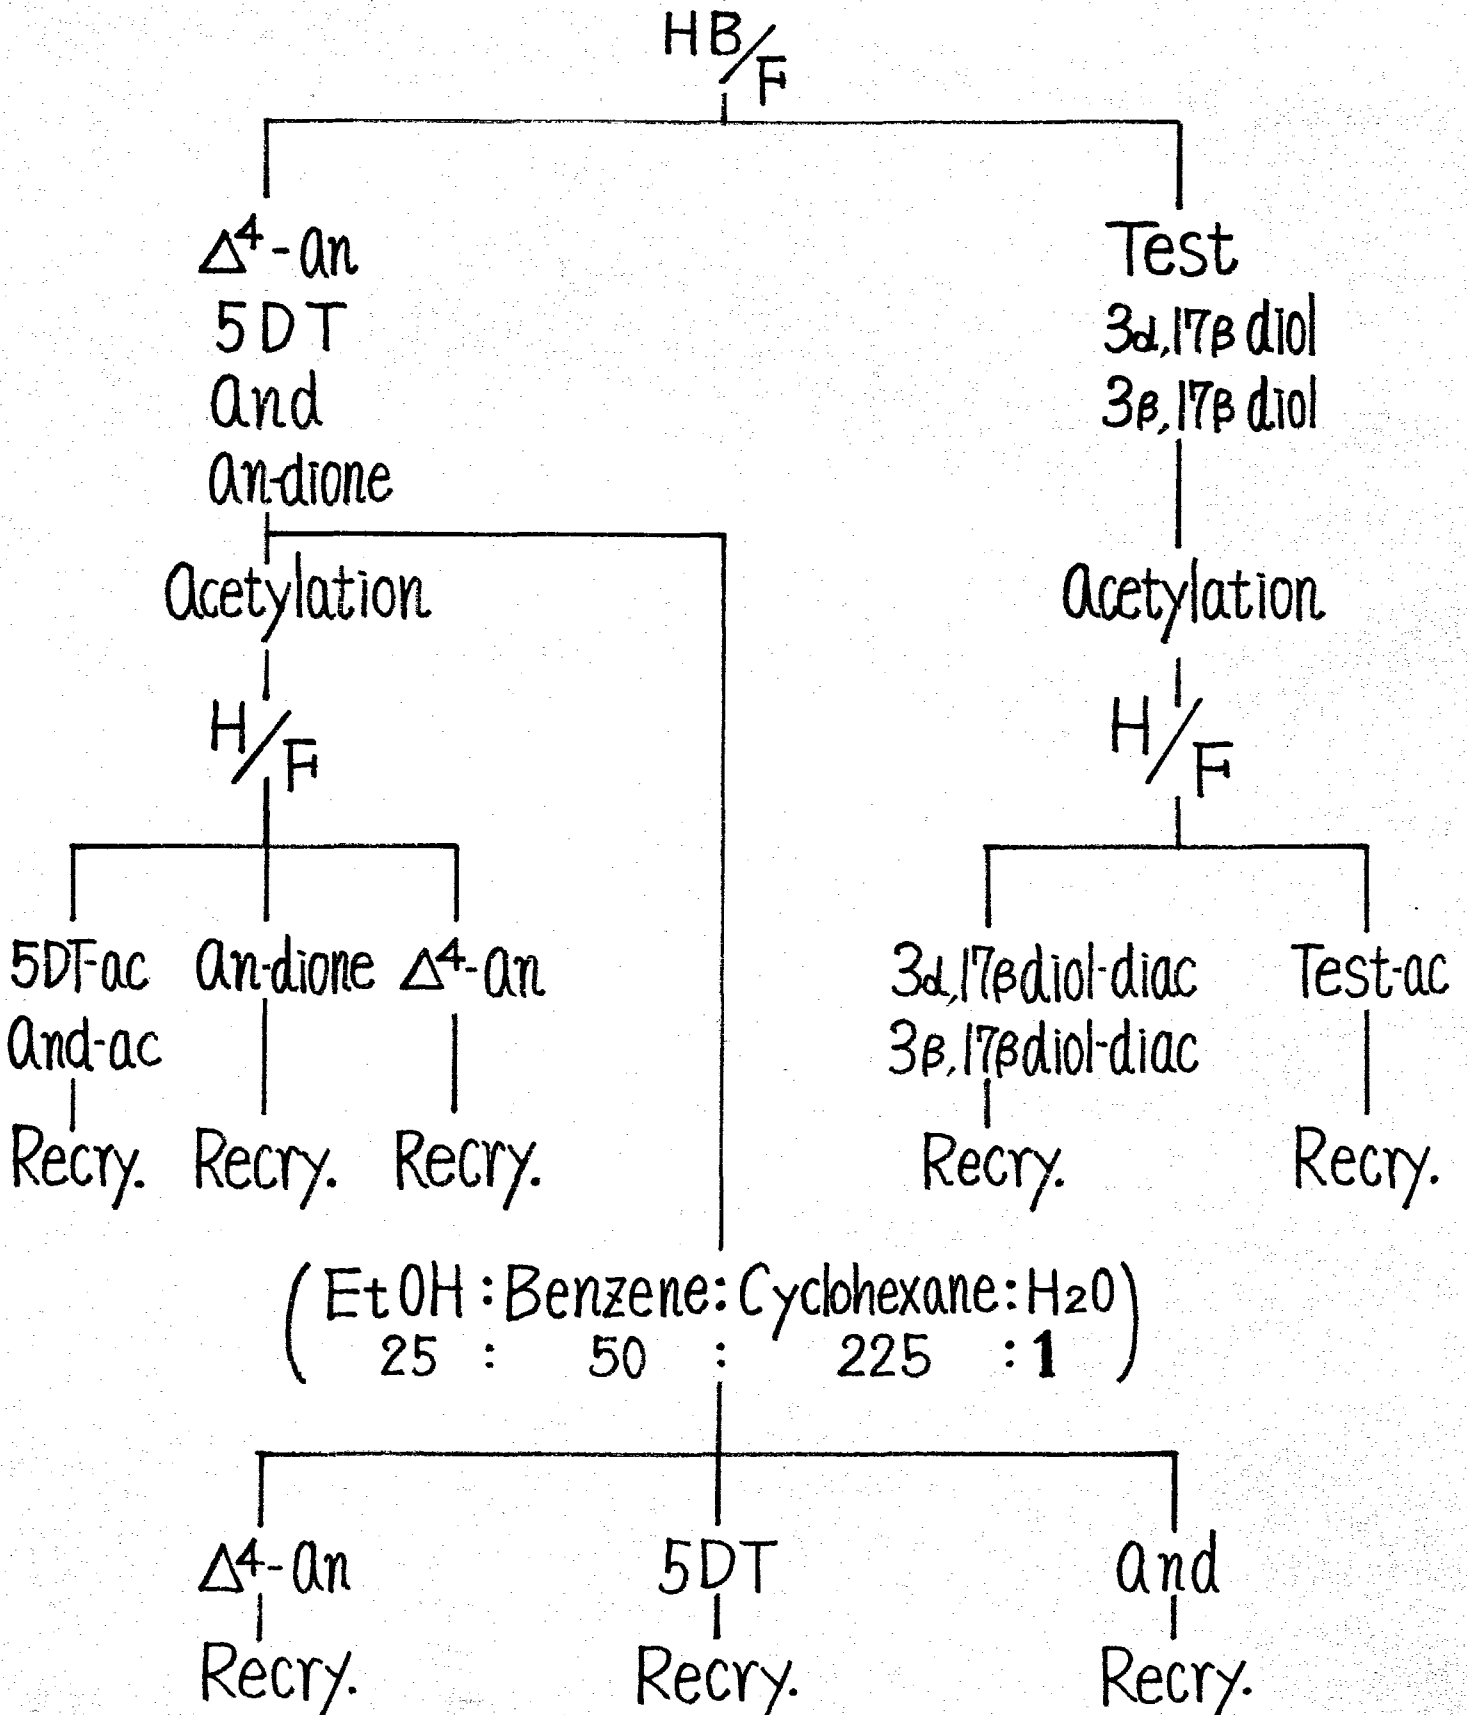 HB/F
Δ⁴-an
5DT
and
an-dione
Test
3α,17β diol
3β,17β diol
acetylation
acetylation
H/F
H/F
5DT-ac
and-ac
Recry.
an-dione
Recry.
Δ⁴-an
Recry.
3α,17β diol-diac
3β,17β diol-diac
Recry.
Test-ac
Recry.
(EtOH : Benzene : Cyclohexane : H₂O)
25 : 50 : 225 : 1
Δ⁴-an
Recry.
5DT
Recry.
and
Recry.